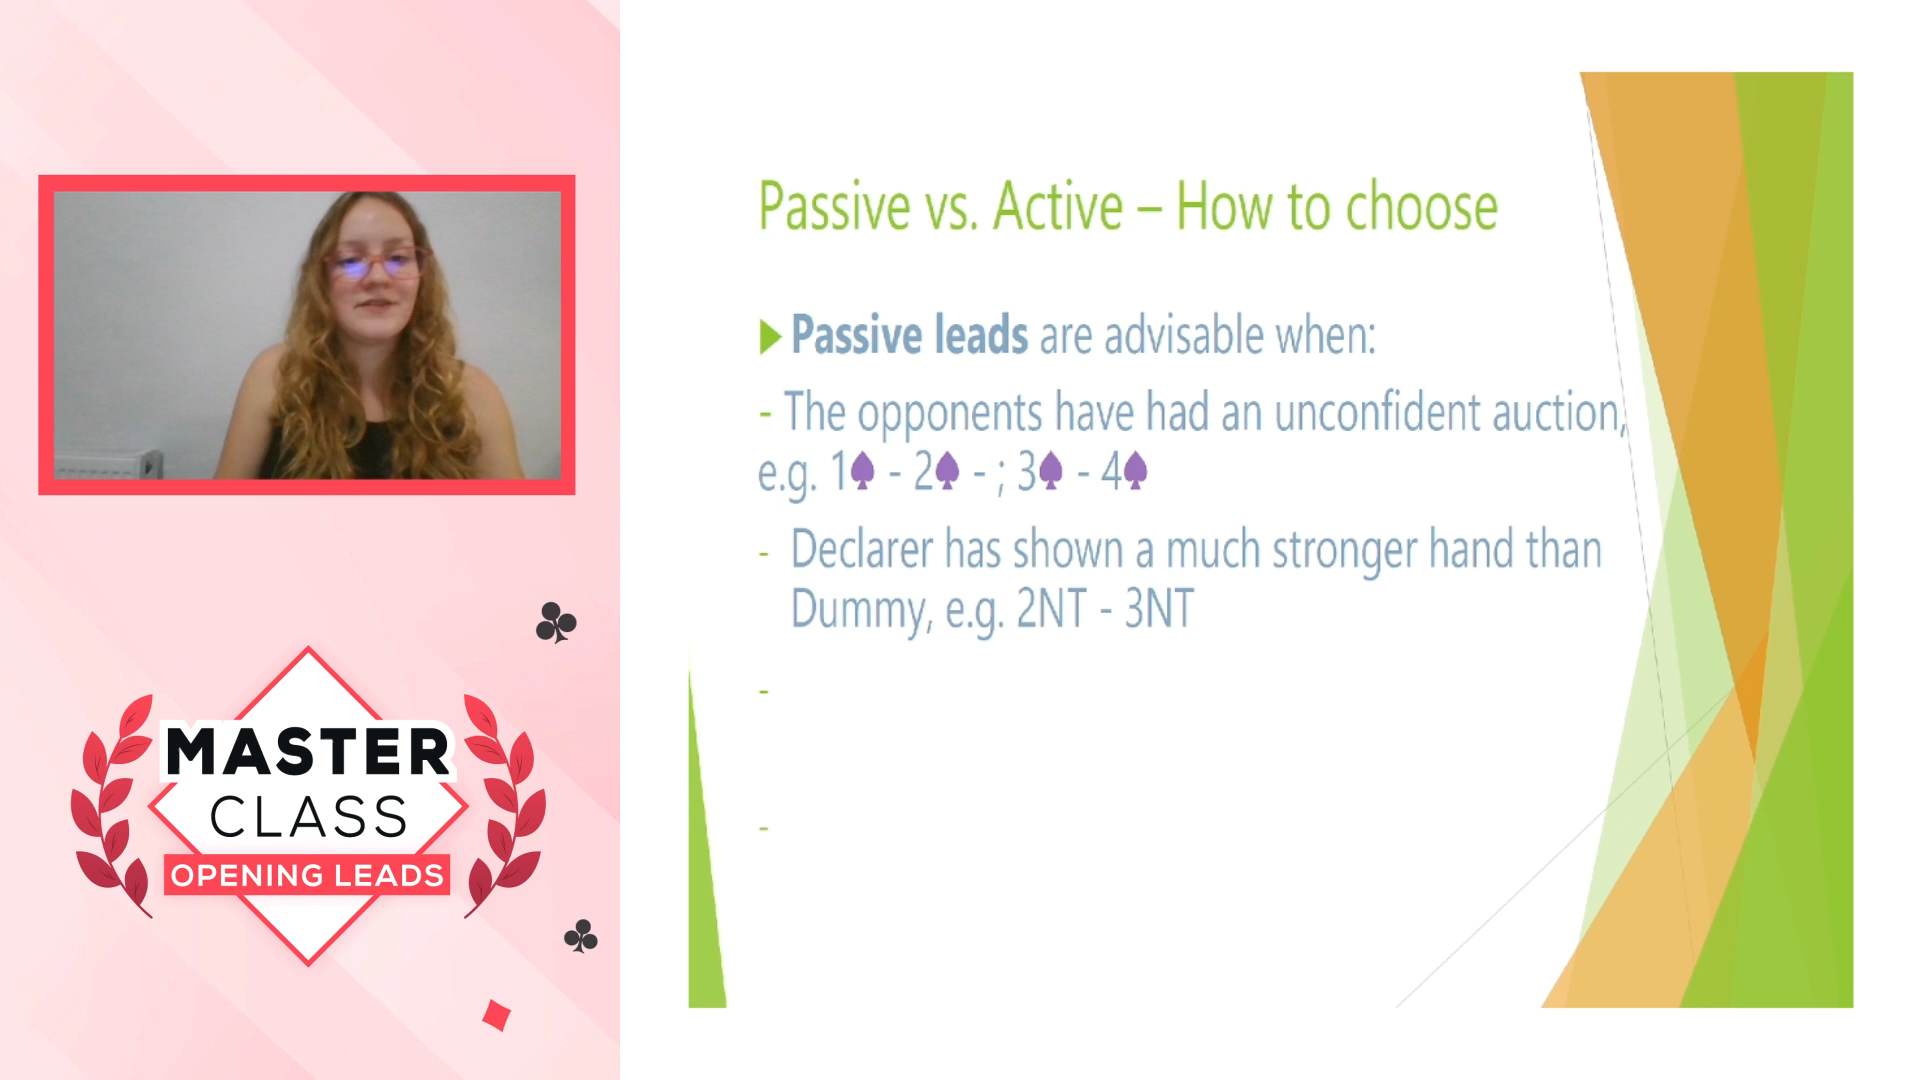 MASTER
CLASS
OPENING LEADS
Passive vs. Active – How to choose
Passive leads are advisable when:
- The opponents have had an unconfident auction,
e.g. 1♠ - 2♠ - ; 3♠ - 4♠
- Declarer has shown a much stronger hand than
Dummy, e.g. 2NT - 3NT
-
-